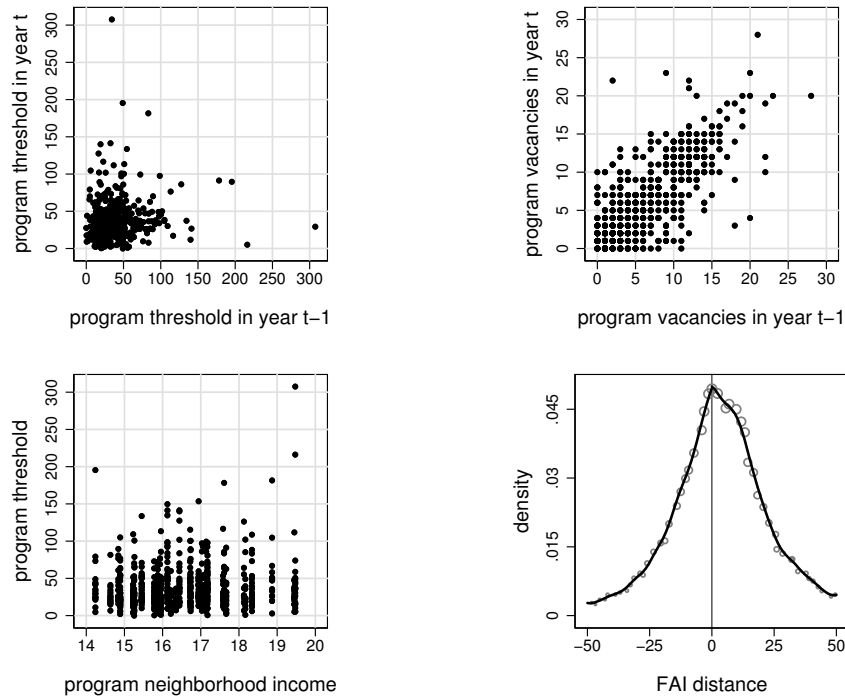 program threshold in year t
300
250
200
150
100
50
0
0 50 100 150 200 250 300
program threshold in year t−1
program vacancies in year t
30
25
20
15
10
5
0
0 5 10 15 20 25 30
program vacancies in year t−1
program threshold
300
250
200
150
100
50
0
14 15 16 17 18 19 20
program neighborhood income
density
.045
.03
.015
0
−50 −25 0 25 50
FAI distance